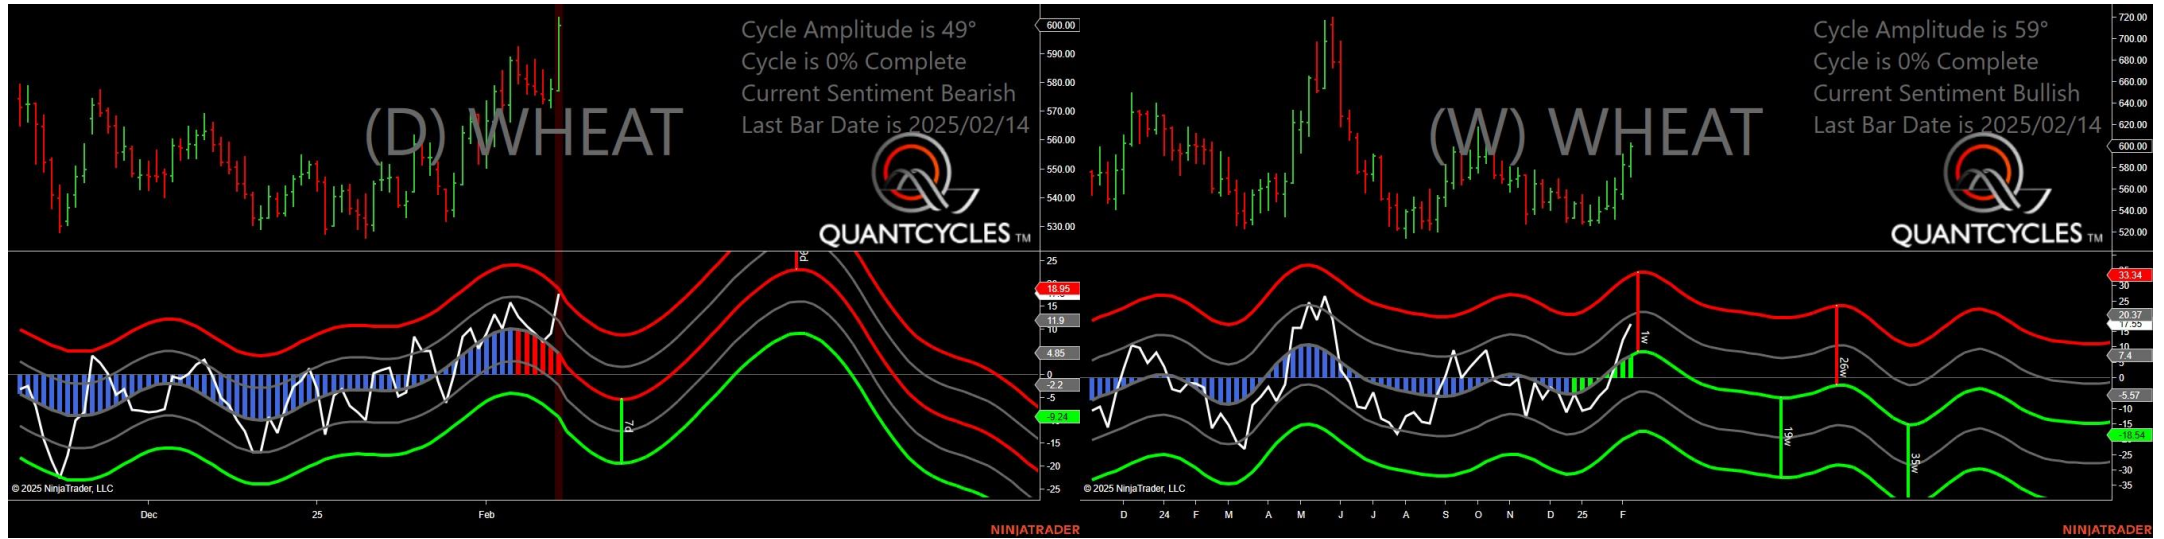 Cycle Amplitude is 49°
Cycle is 0% Complete
Current Sentiment Bearish
Last Bar Date is 2025/02/14
(D) WHEAT
QUANTCYCLES TM
600.00
590.00
580.00
570.00
560.00
550.00
540.00
530.00
25
18.95
15
11.9
10
4.85
0
-2.2
-5
-9.24
-15
-20
-25
9d
7d
© 2025 NinjaTrader, LLC
Dec
25
Feb
NINJATRADER
Cycle Amplitude is 59°
Cycle is 0% Complete
Current Sentiment Bullish
Last Bar Date is 2025/02/14
(W) WHEAT
QUANTCYCLES TM
720.00
700.00
680.00
660.00
640.00
620.00
600.00
580.00
560.00
540.00
520.00
33.34
30
25
20.37
17.55
15
10
7.4
5
0
-5.57
-10
-15
-18.54
-25
-30
-35
1w
26w
19w
35w
© 2025 NinjaTrader, LLC
D 24 F M A M J J A S O N D 25 F
NINJATRADER